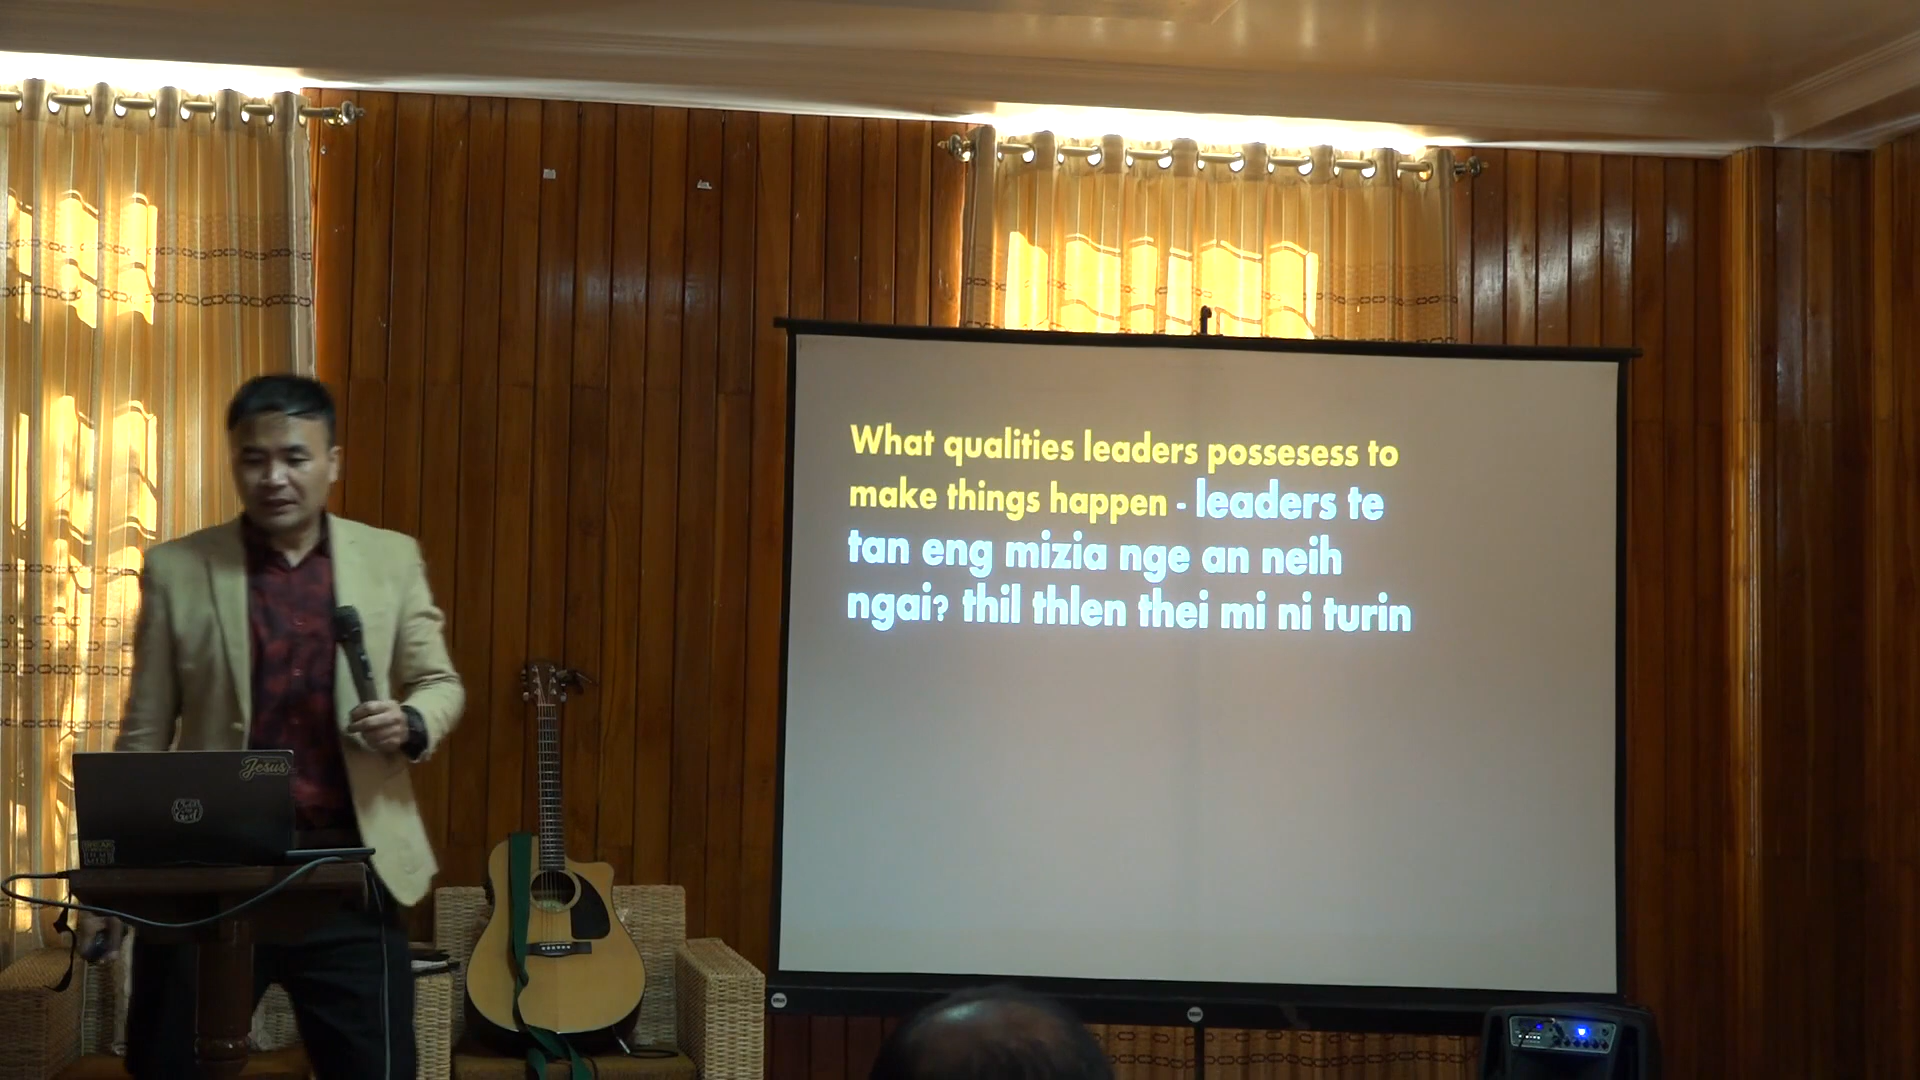 What qualities leaders possesess to
make things happen - leaders te
tan eng mizia nge an neih
ngai? thil thlen thei mi ni turin
Jesus